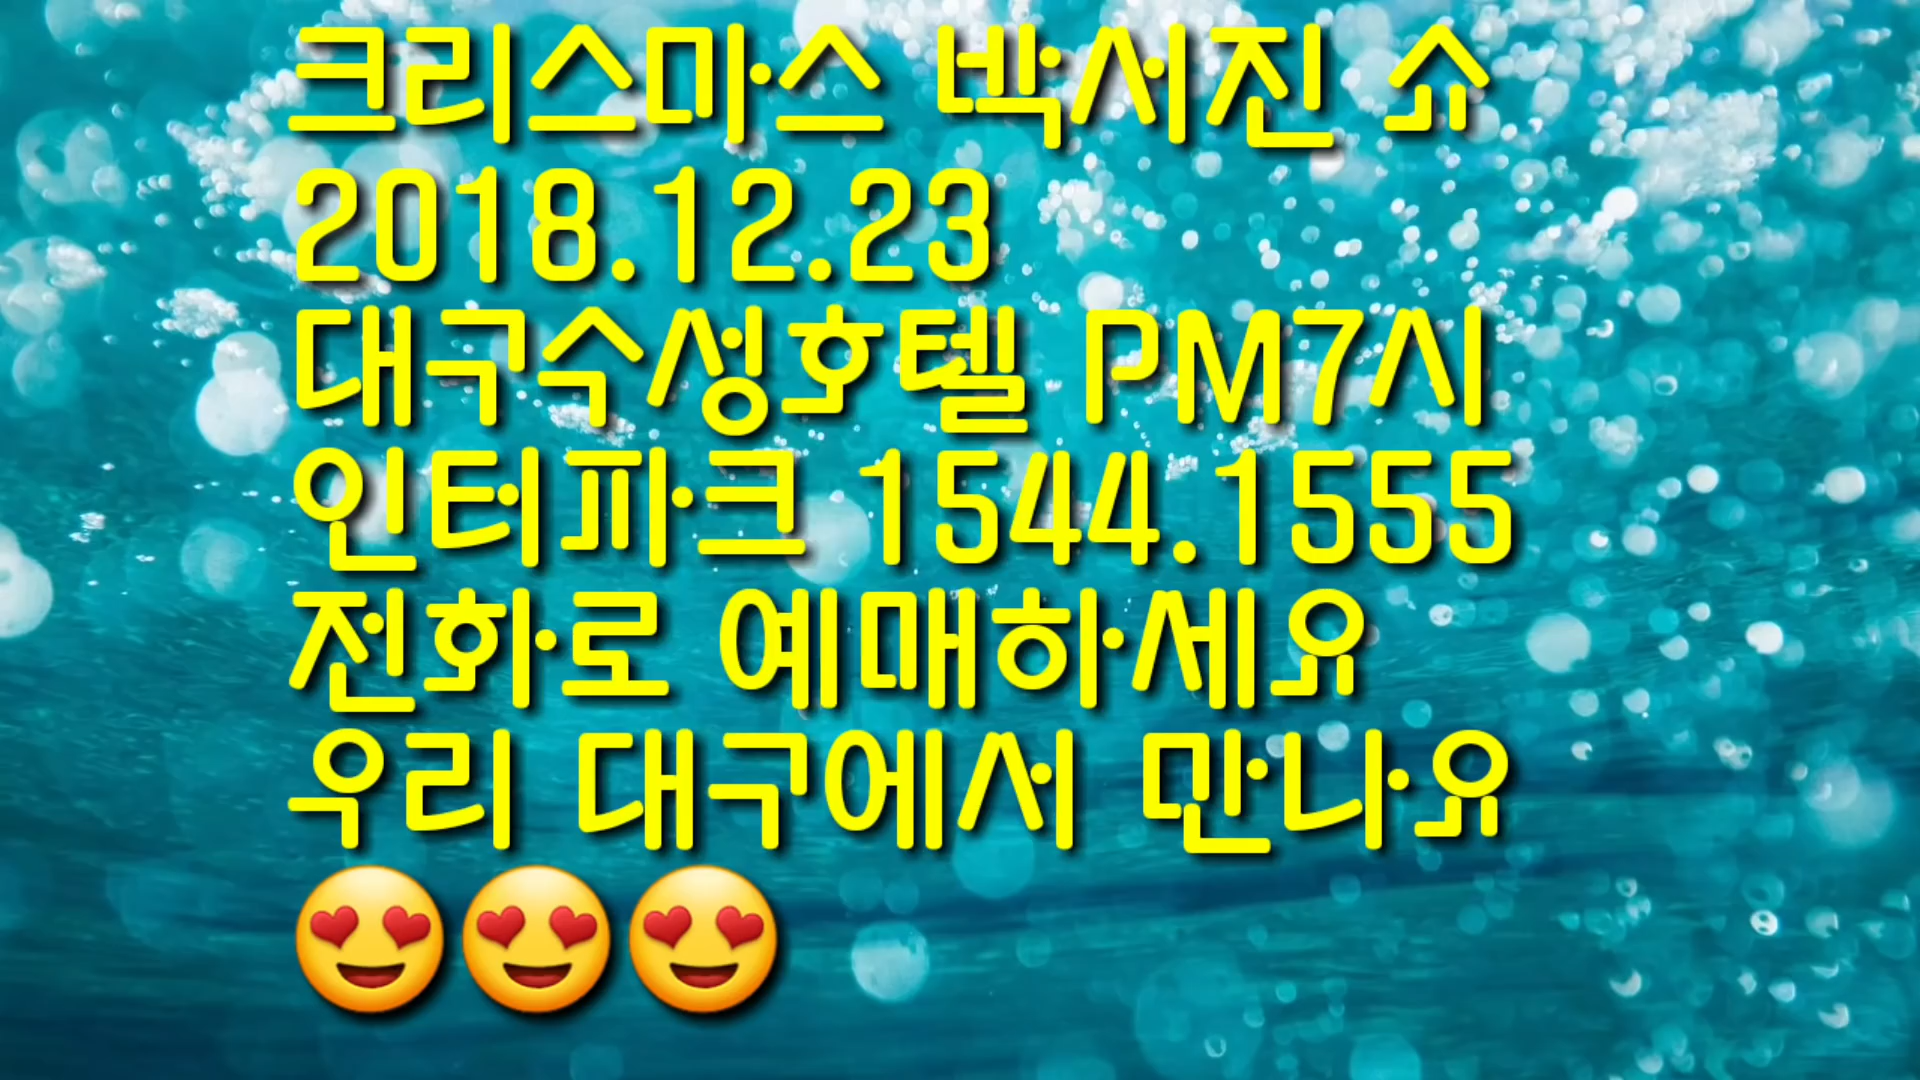 크리스마스 박서진 쇼
2018.12.23
대구수성호텔 PM7시
인터파크 1544.1555
전화로 예매하세요
우리 대구에서 만나요
😍😍😍